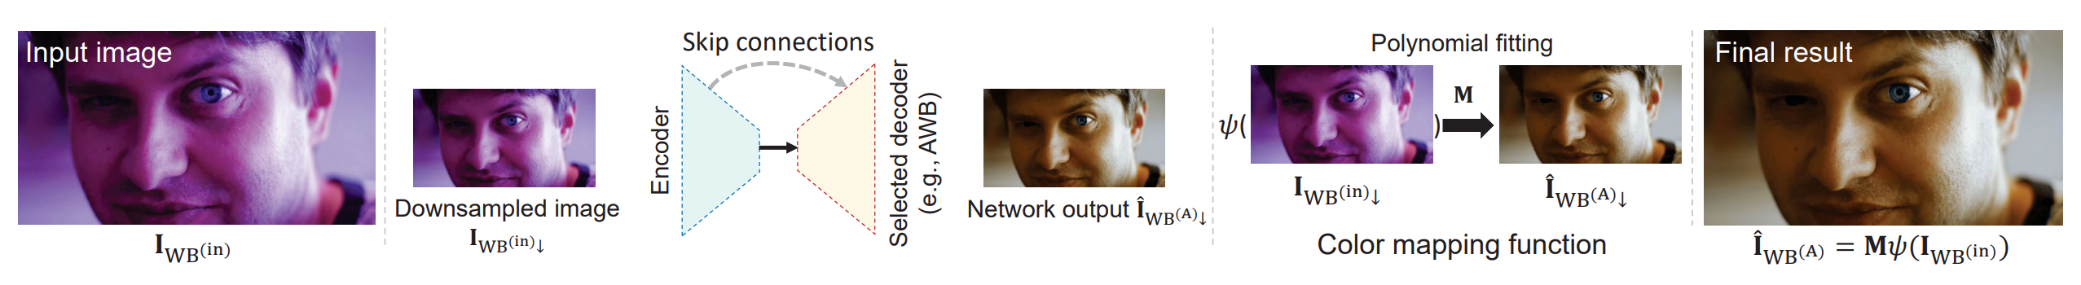 Input image
I_WB(in)
Downsampled image
I_WB(in)↓
Skip connections
Encoder
Selected decoder
(e.g., AWB)
Network output Î_WB(A)↓
Polynomial fitting
ψ( ) M
I_WB(in)↓
Î_WB(A)↓
Color mapping function
Final result
Î_WB(A) = Mψ(I_WB(in))